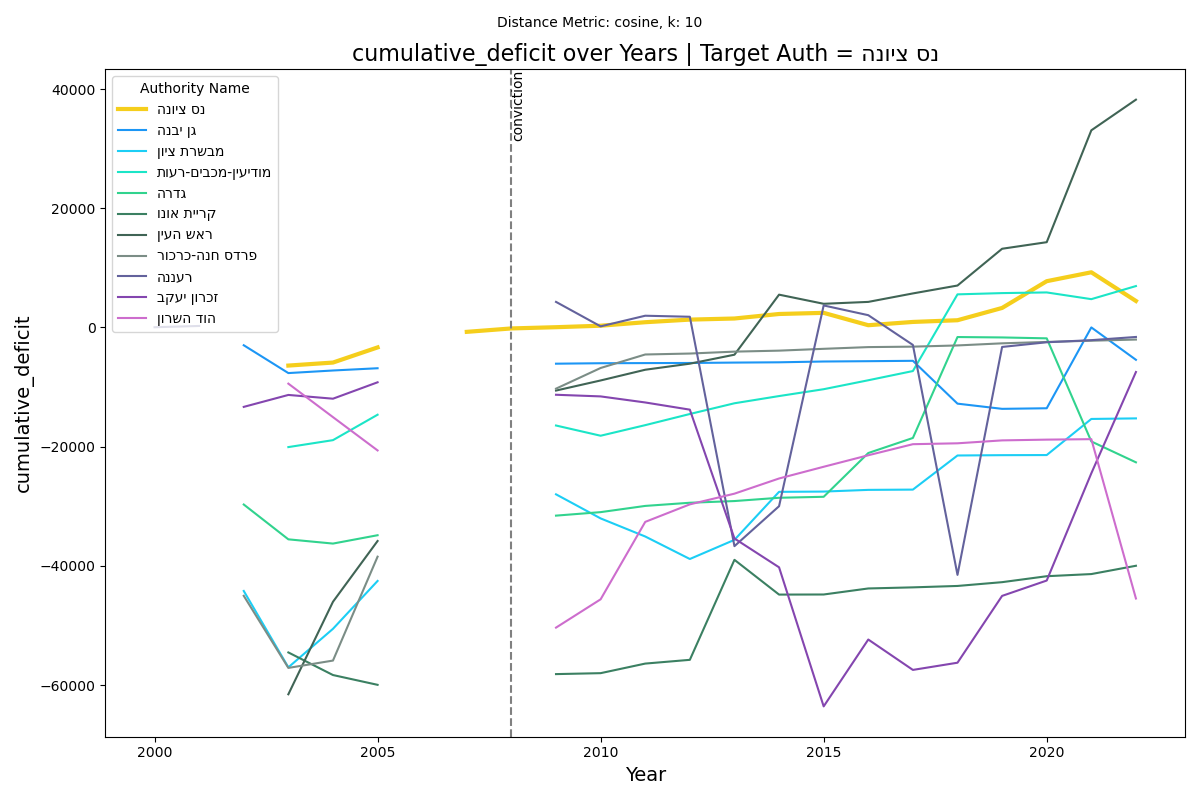 Distance Metric: cosine, k: 10
cumulative_deficit over Years | Target Auth = הנויצ סנ
Authority Name
הנויצ סנ
הנבי ןג
ןויצ תרשבמ
תוער-םיבכמ-ןיעידומ
הרדג
ונוא תיירק
ןיעה שאר
רוכרכ-הנח סדרפ
הננער
בקעי ןורכז
ןורשה דוה
conviction
cumulative_deficit
40000
20000
0
−20000
−40000
−60000
2000
2005
2010
2015
2020
Year